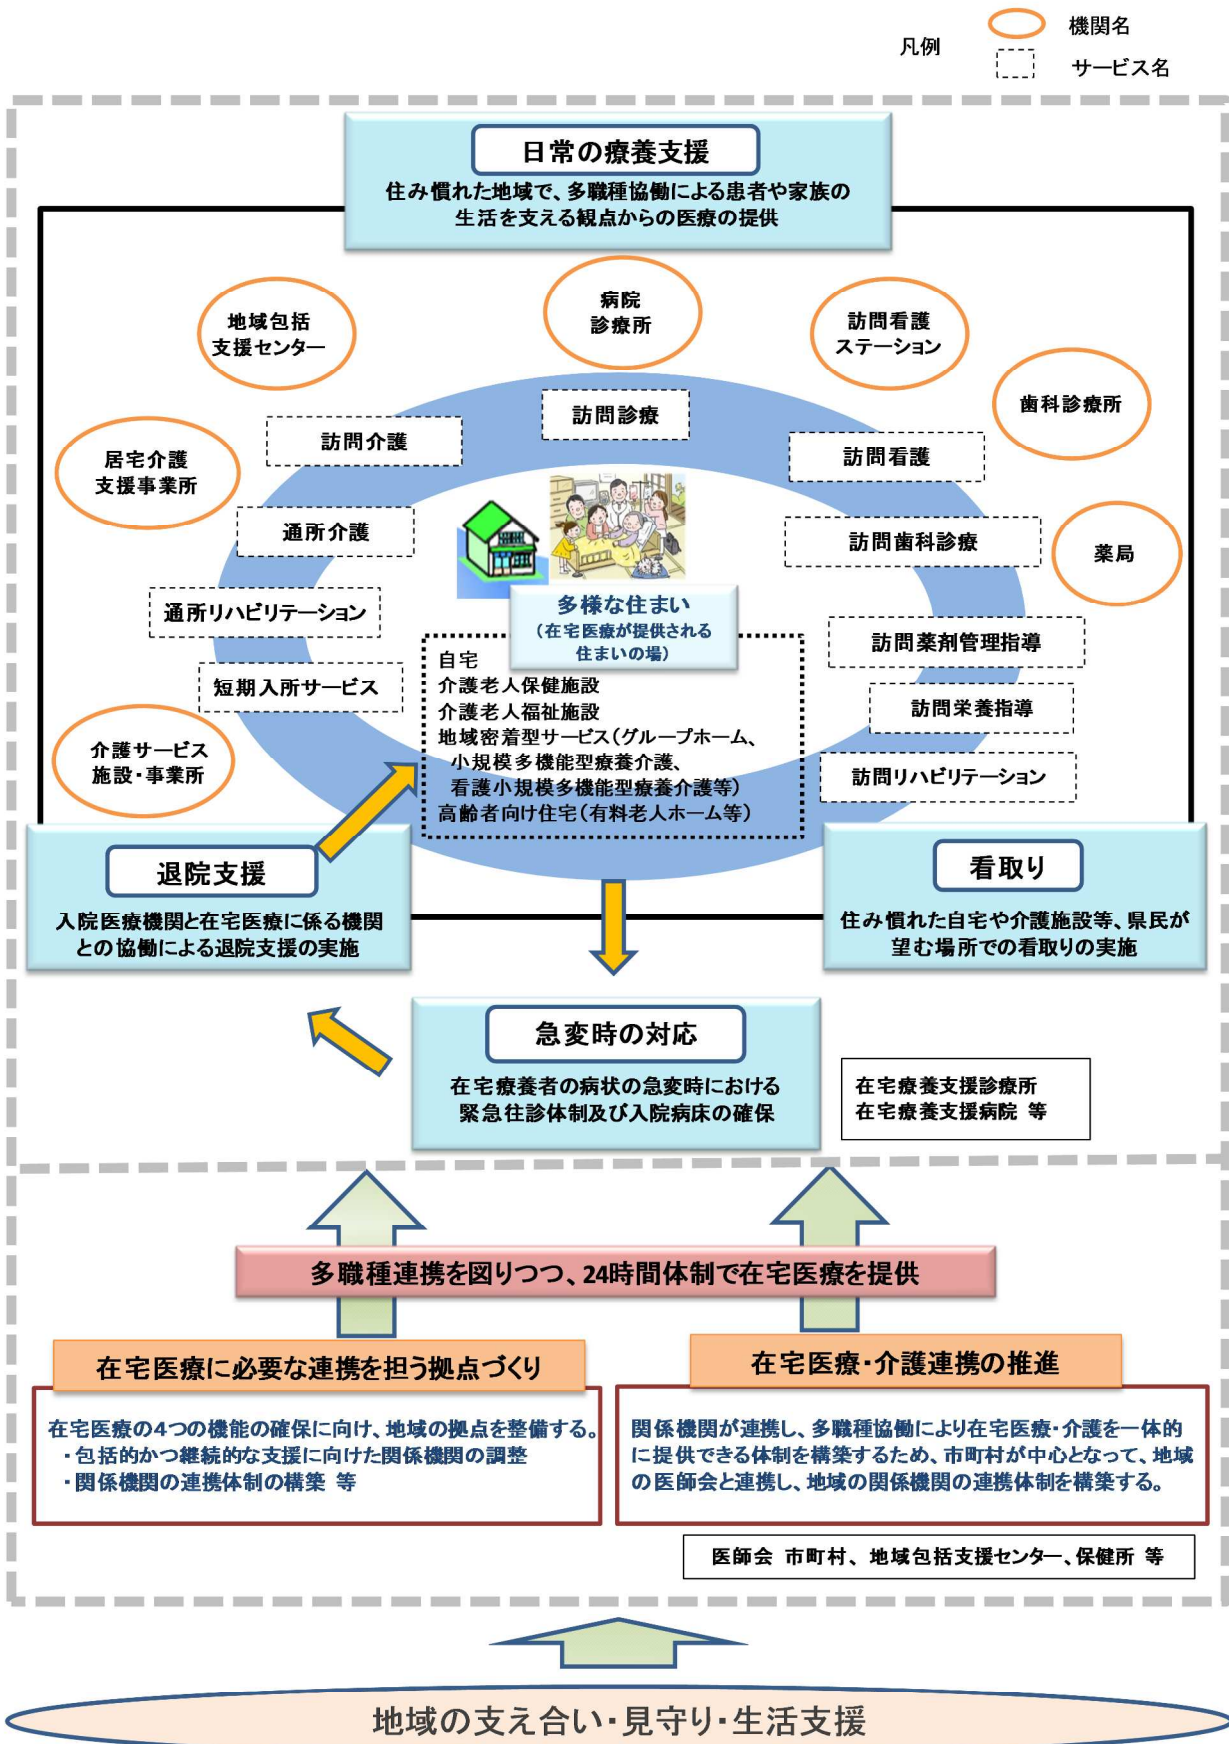 凡例
機関名
サービス名
日常の療養支援
住み慣れた地域で、多職種協働による患者や家族の
生活を支える観点からの医療の提供
地域包括
支援センター
病院
診療所
訪問看護
ステーション
歯科診療所
居宅介護
支援事業所
薬局
介護サービス
施設・事業所
訪問介護
訪問診療
訪問看護
通所介護
訪問歯科診療
通所リハビリテーション
訪問薬剤管理指導
短期入所サービス
訪問栄養指導
訪問リハビリテーション
多様な住まい
（在宅医療が提供される
住まいの場）
自宅
介護老人保健施設
介護老人福祉施設
地域密着型サービス（グループホーム、
小規模多機能型療養介護、
看護小規模多機能型療養介護等）
高齢者向け住宅（有料老人ホーム等）
退院支援
入院医療機関と在宅医療に係る機関
との協働による退院支援の実施
看取り
住み慣れた自宅や介護施設等、県民が
望む場所での看取りの実施
急変時の対応
在宅療養者の病状の急変時における
緊急往診体制及び入院病床の確保
在宅療養支援診療所
在宅療養支援病院 等
多職種連携を図りつつ、24時間体制で在宅医療を提供
在宅医療に必要な連携を担う拠点づくり
在宅医療の4つの機能の確保に向け、地域の拠点を整備する。
・包括的かつ継続的な支援に向けた関係機関の調整
・関係機関の連携体制の構築 等
在宅医療・介護連携の推進
関係機関が連携し、多職種協働により在宅医療・介護を一体的
に提供できる体制を構築するため、市町村が中心となって、地域
の医師会と連携し、地域の関係機関の連携体制を構築する。
医師会 市町村、地域包括支援センター、保健所 等
地域の支え合い・見守り・生活支援